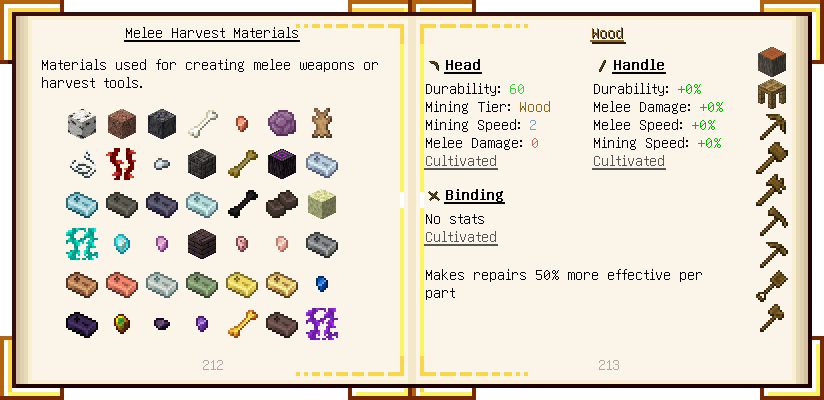 Melee Harvest Materials
Materials used for creating melee weapons or
harvest tools.
212
Wood
Head
Durability: 60
Mining Tier: Wood
Mining Speed: 2
Melee Damage: 0
Cultivated
Handle
Durability: +0%
Melee Damage: +0%
Melee Speed: +0%
Mining Speed: +0%
Cultivated
Binding
No stats
Cultivated
Makes repairs 50% more effective per
part
213